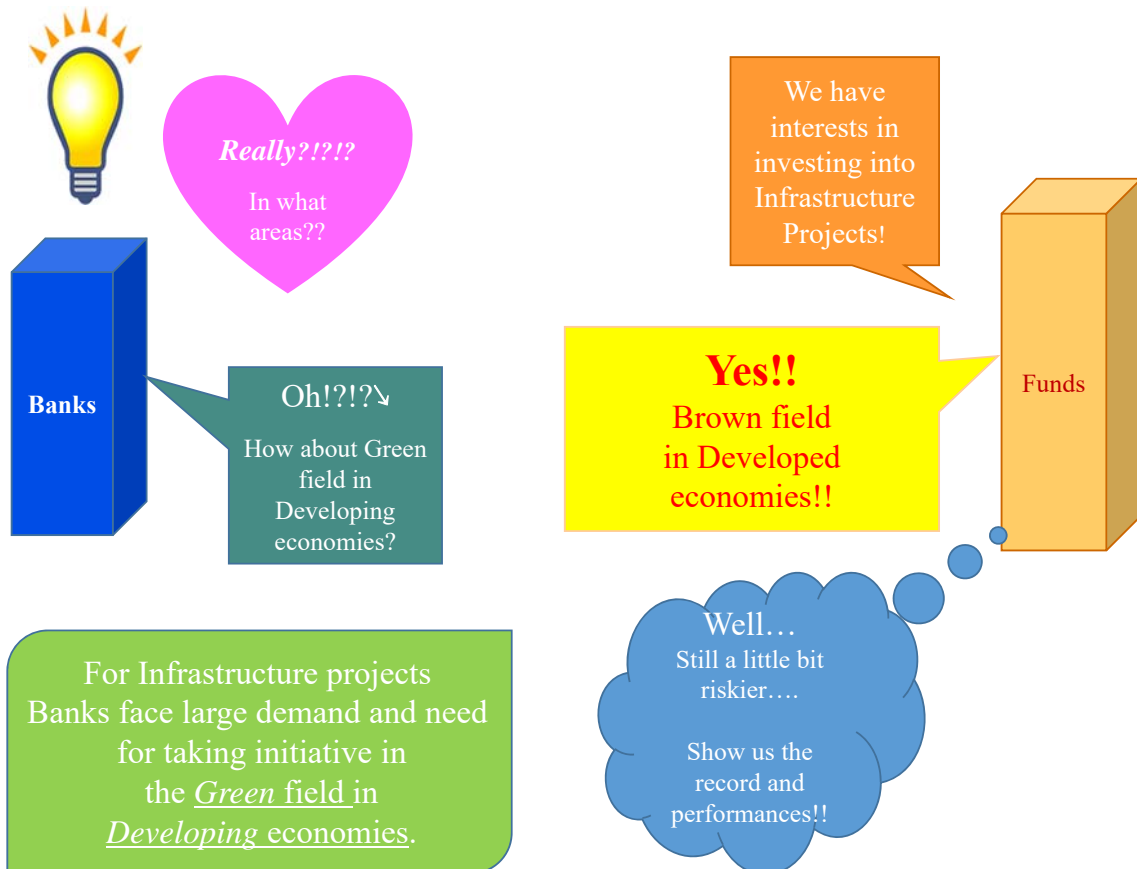 We have
interests in
investing into
Infrastructure
Projects!
Really?!?!?
In what
areas??
Banks
Funds
Yes!!
Brown field
in Developed
economies!!
Oh!?!?↘
How about Green
field in
Developing
economies?
Well…
Still a little bit
riskier….
Show us the
record and
performances!!
For Infrastructure projects
Banks face large demand and need
for taking initiative in
the Green field in
Developing economies.